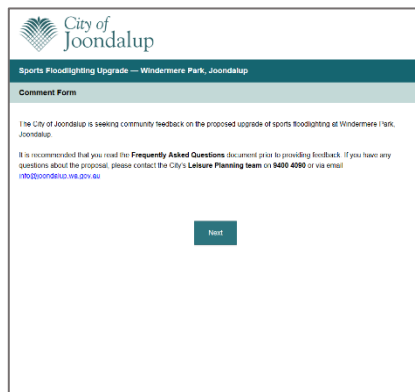 City of
Joondalup
Sports Floodlighting Upgrade — Windermere Park, Joondalup
Comment Form
The City of Joondalup is seeking community feedback on the proposed upgrade of sports floodlighting at Windermere Park,
Joondalup.
It is recommended that you read the Frequently Asked Questions document prior to providing feedback. If you have any
questions about the proposal, please contact the City's Leisure Planning team on 9400 4090 or via email
info@joondalup.wa.gov.au
Next